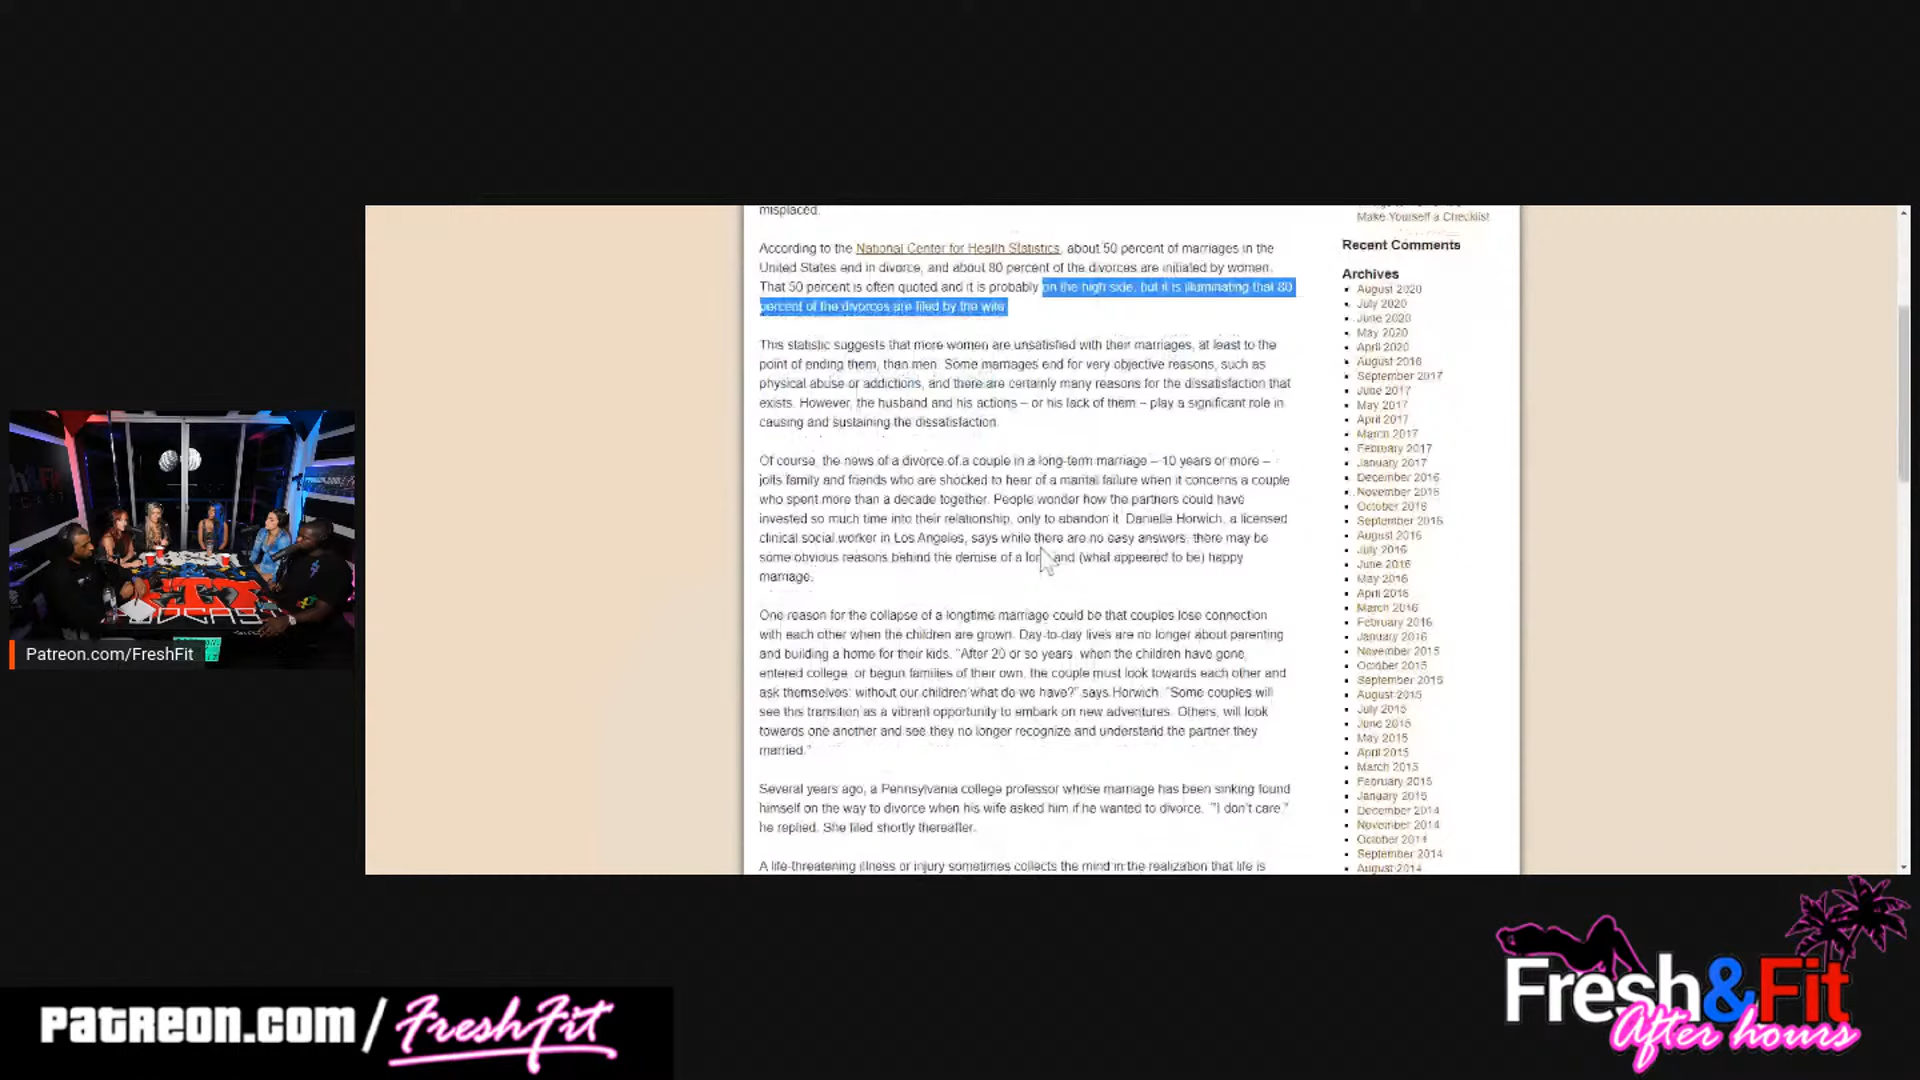 misplaced.
According to the National Center for Health Statistics, about 50 percent of marriages in the
United States end in divorce, and about 80 percent of the divorces are initiated by women.
That 50 percent is often quoted and it is probably on the high side, but it is illuminating that 80
percent of the divorces are filed by the wife.
This statistic suggests that more women are unsatisfied with their marriages, at least to the
point of ending them, than men. Some marriages end for very objective reasons, such as
physical abuse or addictions, and there are certainly many reasons for the dissatisfaction that
exists. However, the husband and his actions – or his lack of them – play a significant role in
causing and sustaining the dissatisfaction.
Of course, the news of a divorce of a couple in a long-term marriage – 10 years or more –
jolts family and friends who are shocked to hear of a marital failure when it concerns a couple
who spent more than a decade together. People wonder how the partners could have
invested so much time into their relationship, only to abandon it. Danielle Horwich, a licensed
clinical social worker in Los Angeles, says while there are no easy answers, there may be
some obvious reasons behind the demise of a and (what appeared to be) happy
marriage.
One reason for the collapse of a longtime marriage could be that couples lose connection
with each other when the children are grown. Day-to-day lives are no longer about parenting
and building a home for their kids. "After 20 or so years, when the children have gone,
entered college, or begun families of their own, the couple must look towards each other and
ask themselves: without our children what do we have?" says Horwich. "Some couples will
see this transition as a vibrant opportunity to embark on new adventures. Others, will look
towards one another and see they no longer recognize and understand the partner they
married."
Several years ago, a Pennsylvania college professor whose marriage has been sinking found
himself on the way to divorce when his wife asked him if he wanted to divorce. "I don't care,"
he replied. She filed shortly thereafter.
A life-threatening illness or injury sometimes collects the mind in the realization that life is
Make Yourself a Checklist
Recent Comments
Archives
August 2020
July 2020
June 2020
May 2020
April 2020
August 2018
September 2017
June 2017
May 2017
April 2017
March 2017
February 2017
January 2017
December 2016
November 2016
October 2016
September 2016
August 2016
July 2016
June 2016
May 2016
April 2016
March 2016
February 2016
January 2016
November 2015
October 2015
September 2015
August 2015
July 2015
June 2015
May 2015
April 2015
March 2015
February 2015
January 2015
December 2014
November 2014
October 2014
September 2014
August 2014
Patreon.com/FreshFit
Patreon.com/FreshFit
Fresh&Fit
After hours